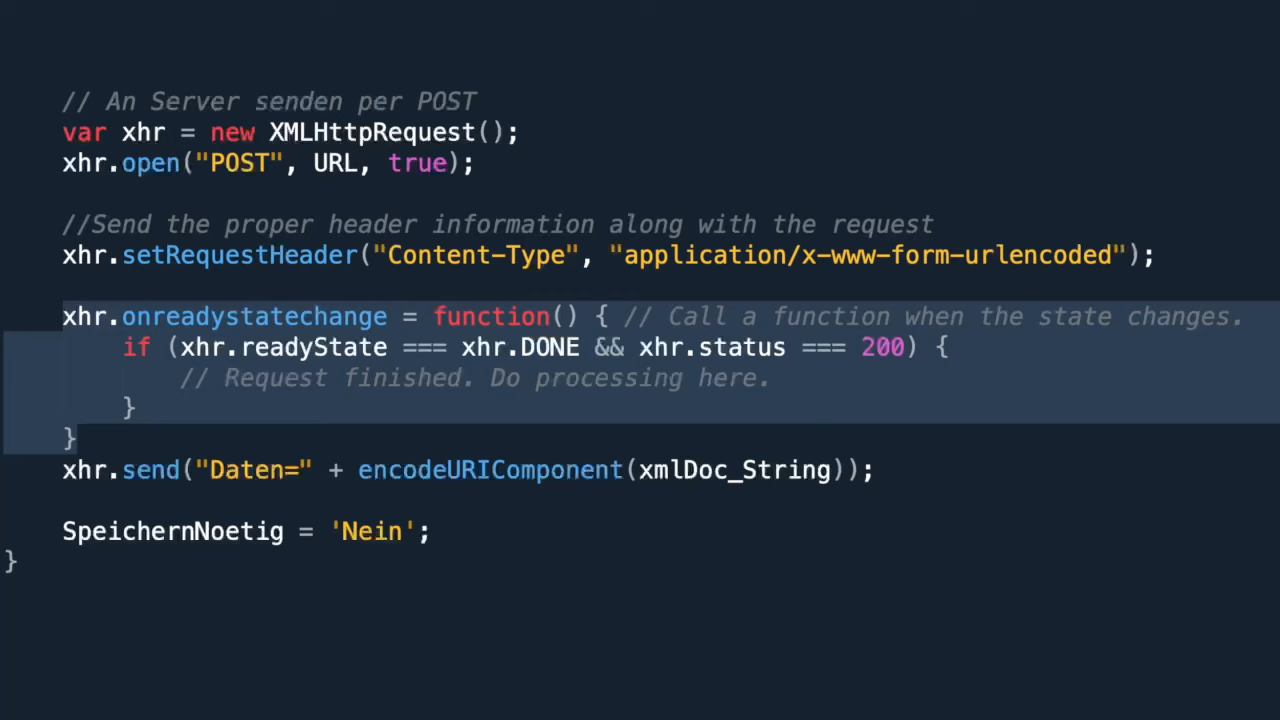 // An Server senden per POST
var xhr = new XMLHttpRequest();
xhr.open("POST", URL, true);
//Send the proper header information along with the request
xhr.setRequestHeader("Content-Type", "application/x-www-form-urlencoded");
xhr.onreadystatechange = function() { // Call a function when the state changes.
if (xhr.readyState === xhr.DONE && xhr.status === 200) {
// Request finished. Do processing here.
}
}
xhr.send("Daten=" + encodeURIComponent(xmlDoc_String));
SpeichernNoetig = 'Nein';
}